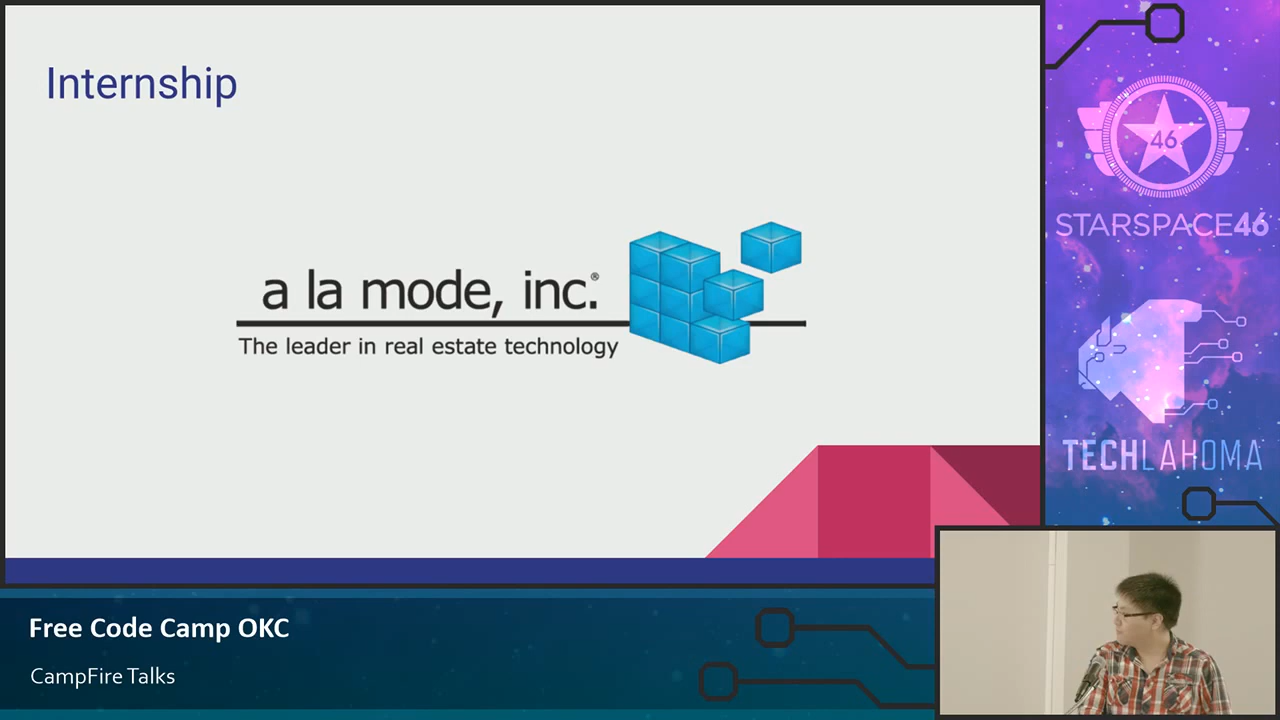 Internship
a la mode, inc.®
The leader in real estate technology
46
STARSPACE46
TECHLAHOMA
Free Code Camp OKC
CampFire Talks